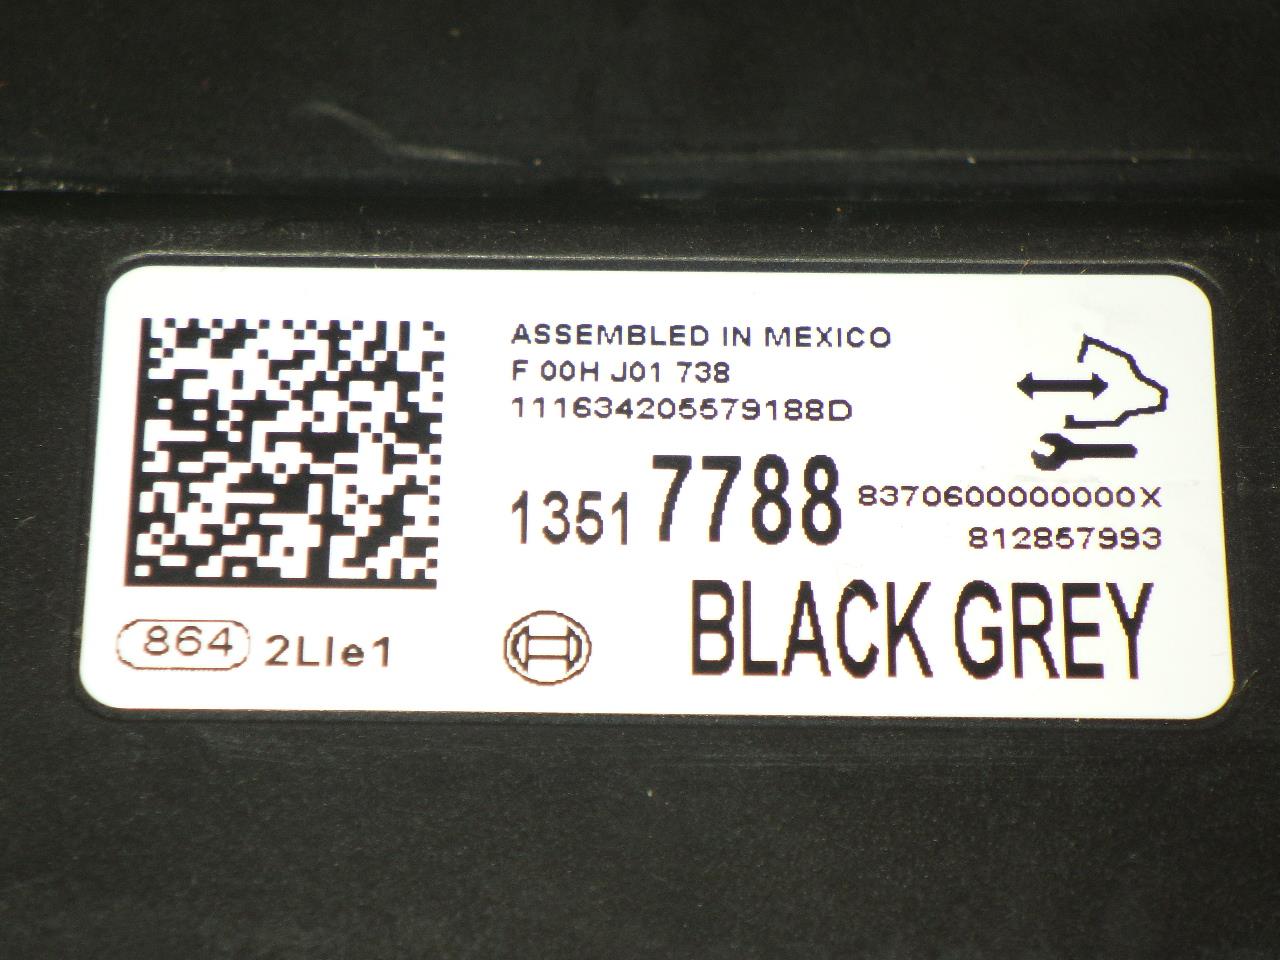 ASSEMBLED IN MEXICO
F 00H J01 738
111634205579188D
1351 7788
8370600000000X
812857993
BLACK GREY
864 2LIe1